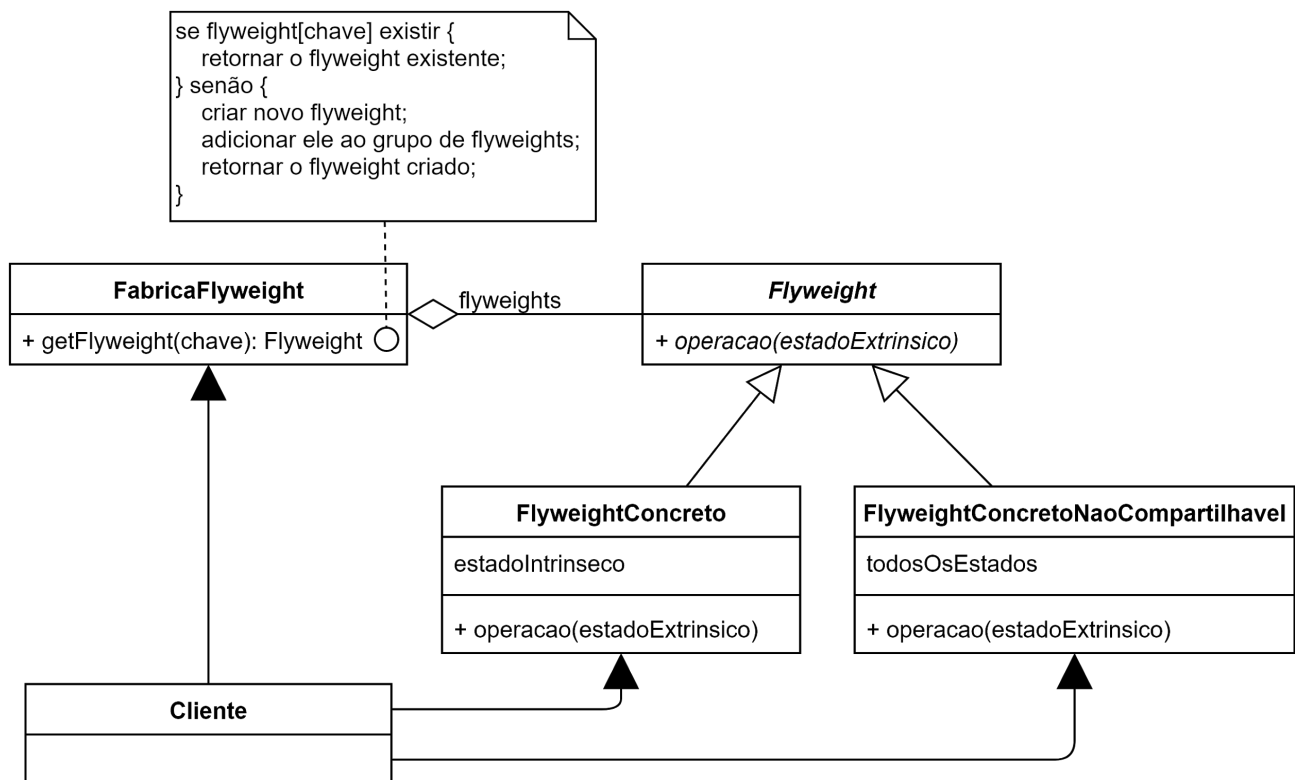 se flyweight[chave] existir {
retornar o flyweight existente;
} senão {
criar novo flyweight;
adicionar ele ao grupo de flyweights;
retornar o flyweight criado;
}
FabricaFlyweight
+ getFlyweight(chave): Flyweight
flyweights
Flyweight
+ operacao(estadoExtrinsico)
FlyweightConcreto
estadoIntrinseco
+ operacao(estadoExtrinsico)
FlyweightConcretoNaoCompartilhavel
todosOsEstados
+ operacao(estadoExtrinsico)
Cliente